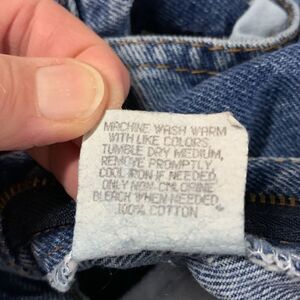 MACHINE WASH WARM
WITH LIKE COLORS,
TUMBLE DRY MEDIUM,
REMOVE PROMPTLY.
COOL IRON IF NEEDED.
ONLY NON-CHLORINE
BLEACH WHEN NEEDED.
100% COTTON